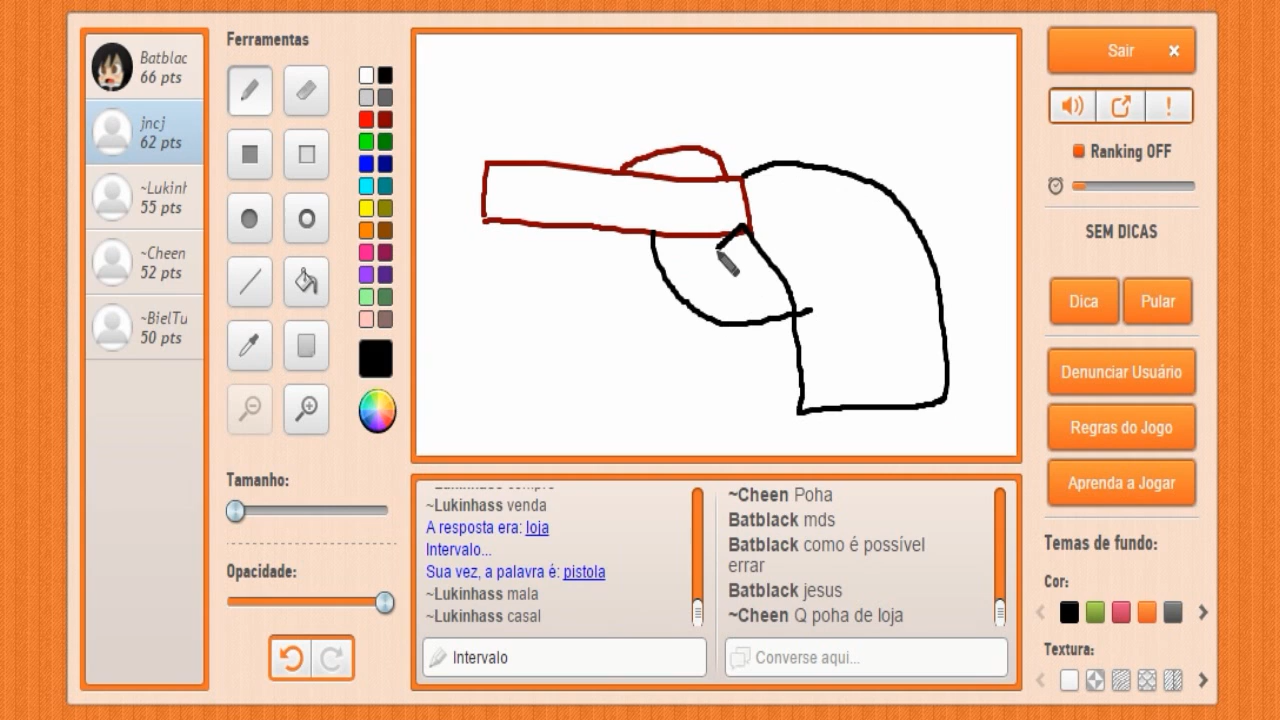 Batblac
66 pts
jncj
62 pts
~Lukinh
55 pts
~Cheen
52 pts
~BielTu
50 pts
Ferramentas
Tamanho:
Opacidade:
~Lukinhass venda
A resposta era: loja
Intervalo...
Sua vez, a palavra é: pistola
~Lukinhass mala
~Lukinhass casal
Intervalo
~Cheen Poha
Batblack mds
Batblack como é possível
errar
Batblack jesus
~Cheen Q poha de loja
Converse aqui...
Sair ×
!
Ranking OFF
SEM DICAS
Dica
Pular
Denunciar Usuário
Regras do Jogo
Aprenda a Jogar
Temas de fundo:
Cor:
Textura: